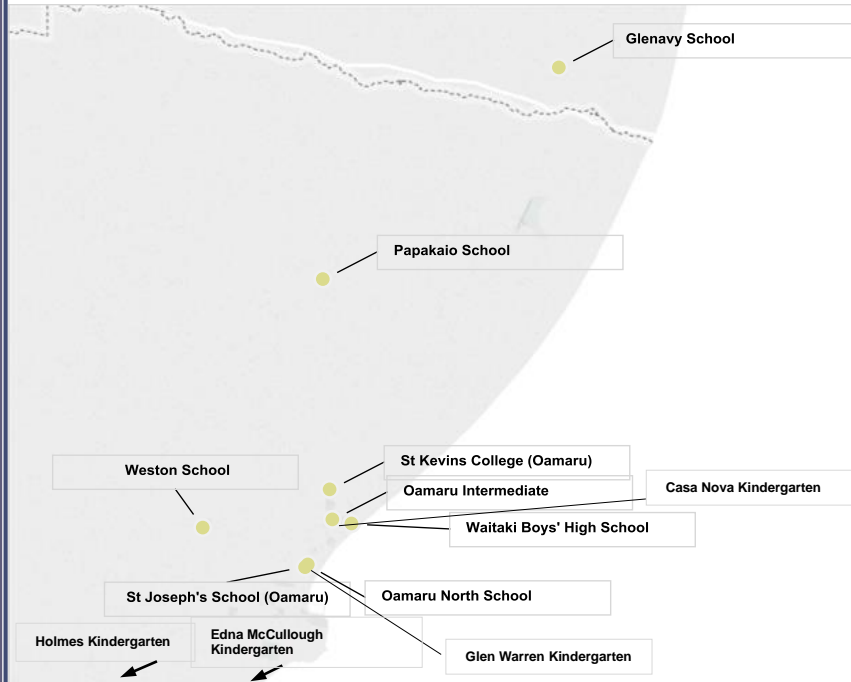 Glenavy School
Papakaio School
St Kevins College (Oamaru)
Weston School
Oamaru Intermediate
Casa Nova Kindergarten
Waitaki Boys' High School
St Joseph's School (Oamaru)
Oamaru North School
Holmes Kindergarten
Edna McCullough
Kindergarten
Glen Warren Kindergarten